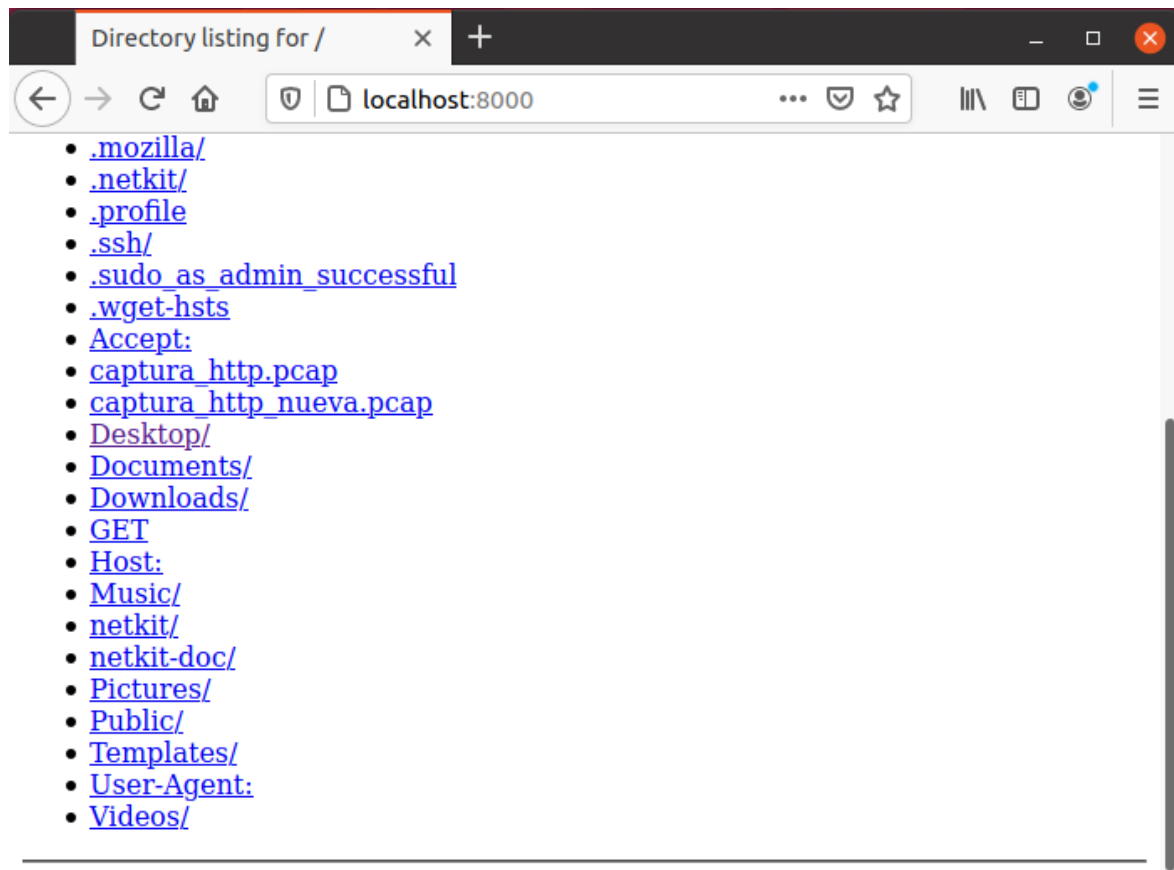 Directory listing for /
localhost:8000
.mozilla/
.netkit/
.profile
.ssh/
.sudo_as_admin_successful
.wget-hsts
Accept:
captura_http.pcap
captura_http_nueva.pcap
Desktop/
Documents/
Downloads/
GET
Host:
Music/
netkit/
netkit-doc/
Pictures/
Public/
Templates/
User-Agent:
Videos/